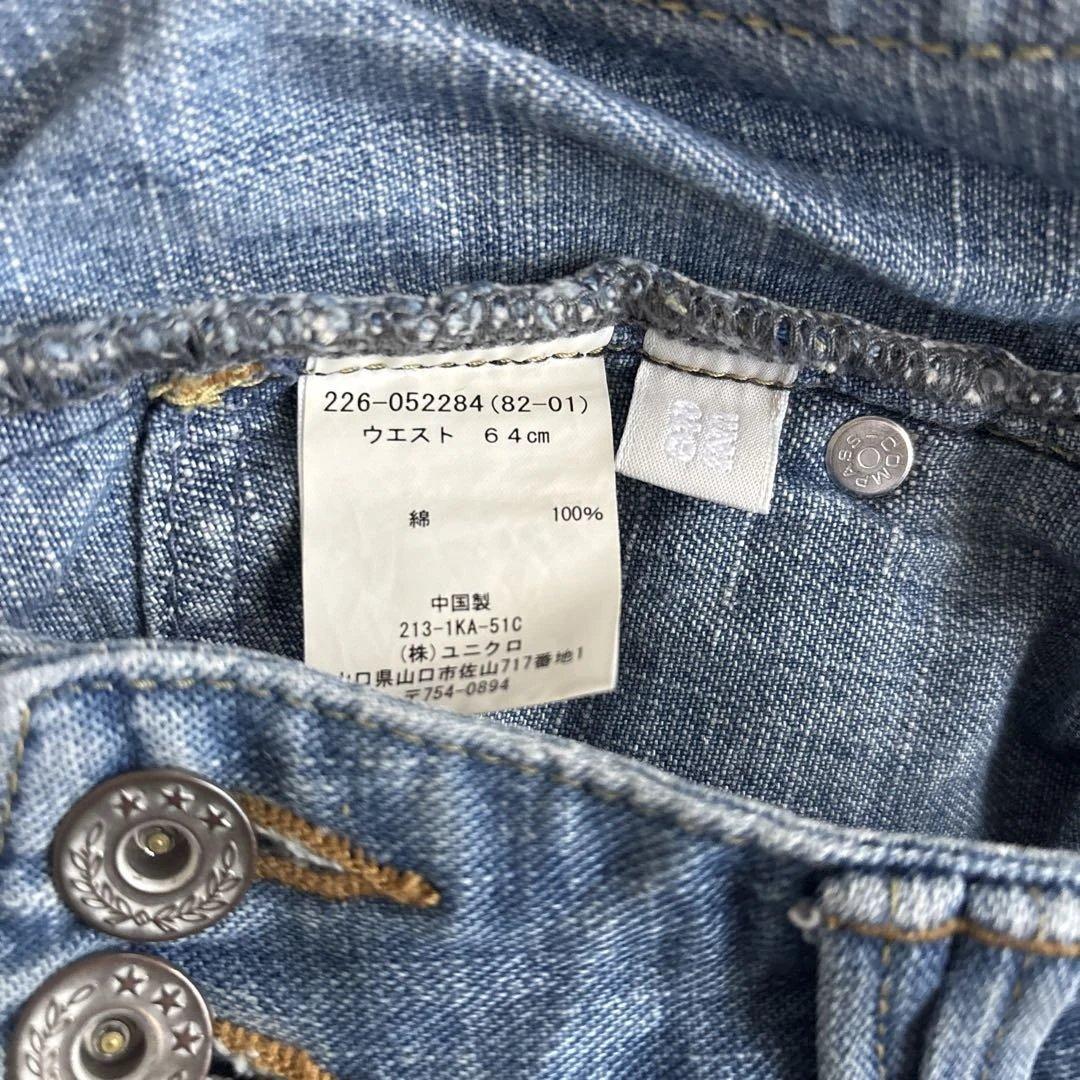 226-052284(82-01)
ウエスト 64cm
綿 100%
中国製
213-1KA-51C
(株)ユニクロ
山口県山口市佐山717番地1
〒754-0894
COMPASS